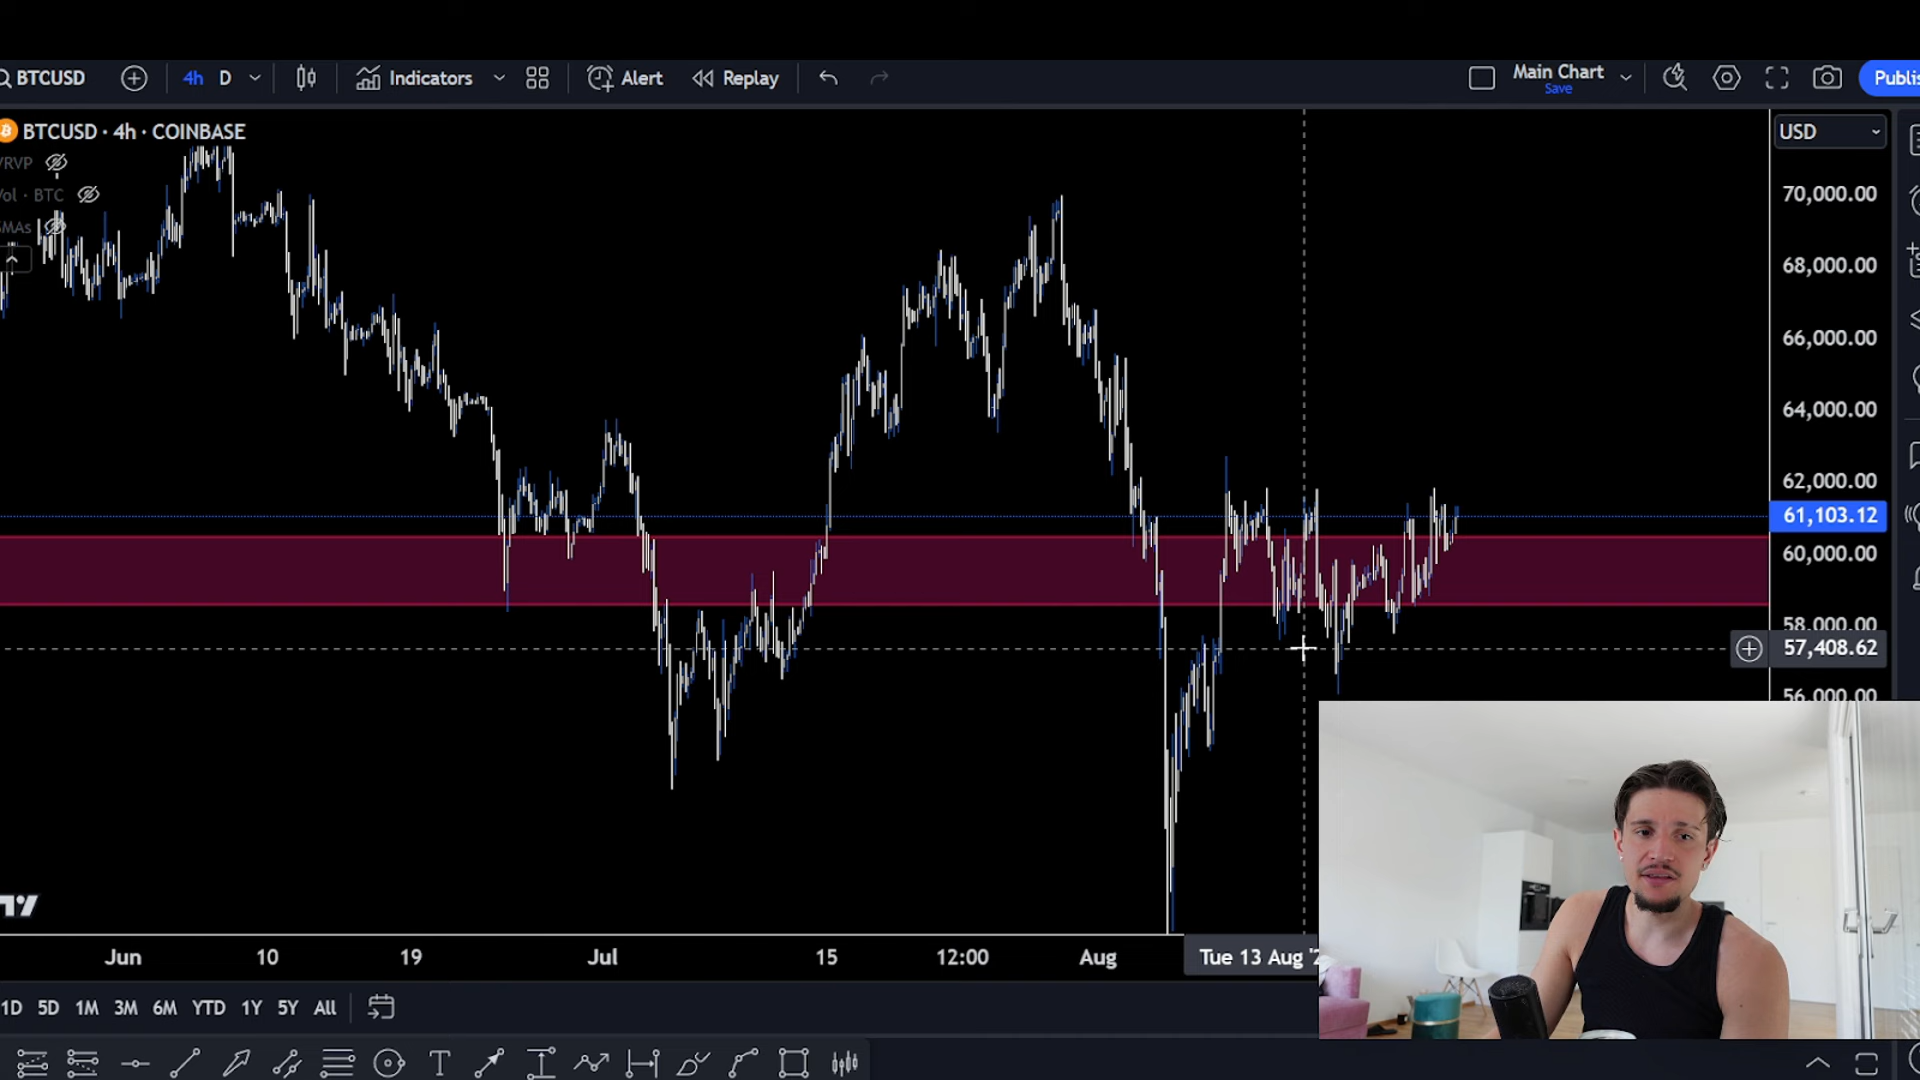 BTCUSD 4h D Indicators Alert Replay Main Chart
Save
BTCUSD · 4h · COINBASE
USD
Vol · BTC
70,000.00
68,000.00
66,000.00
64,000.00
62,000.00
61,103.12
60,000.00
58,000.00
57,408.62
56,000.00
Jun 10 19 Jul 15 12:00 Aug Tue 13 Aug '2
1D 5D 1M 3M 6M YTD 1Y 5Y All